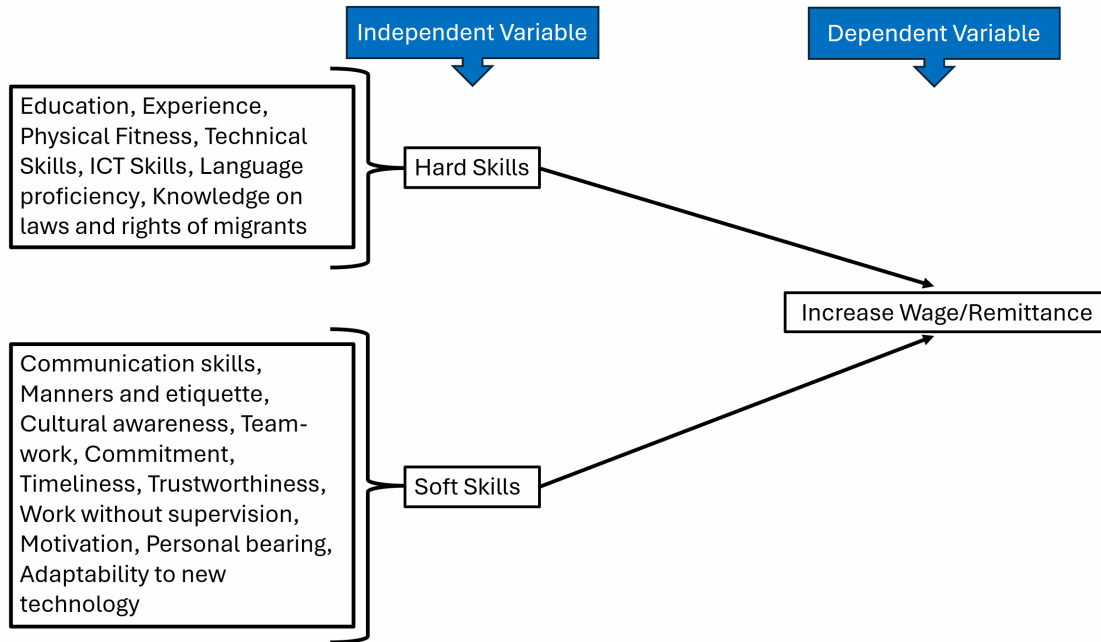 Independent Variable
Dependent Variable
Education, Experience,
Physical Fitness, Technical
Skills, ICT Skills, Language
proficiency, Knowledge on
laws and rights of migrants
Hard Skills
Increase Wage/Remittance
Communication skills,
Manners and etiquette,
Cultural awareness, Team-
work, Commitment,
Timeliness, Trustworthiness,
Work without supervision,
Motivation, Personal bearing,
Adaptability to new
technology
Soft Skills